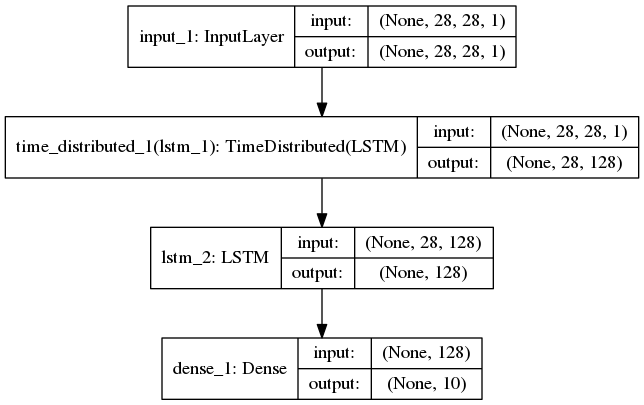 input_1: InputLayer
input: (None, 28, 28, 1)
output: (None, 28, 28, 1)
time_distributed_1(lstm_1): TimeDistributed(LSTM)
input: (None, 28, 28, 1)
output: (None, 28, 128)
lstm_2: LSTM
input: (None, 28, 128)
output: (None, 128)
dense_1: Dense
input: (None, 128)
output: (None, 10)